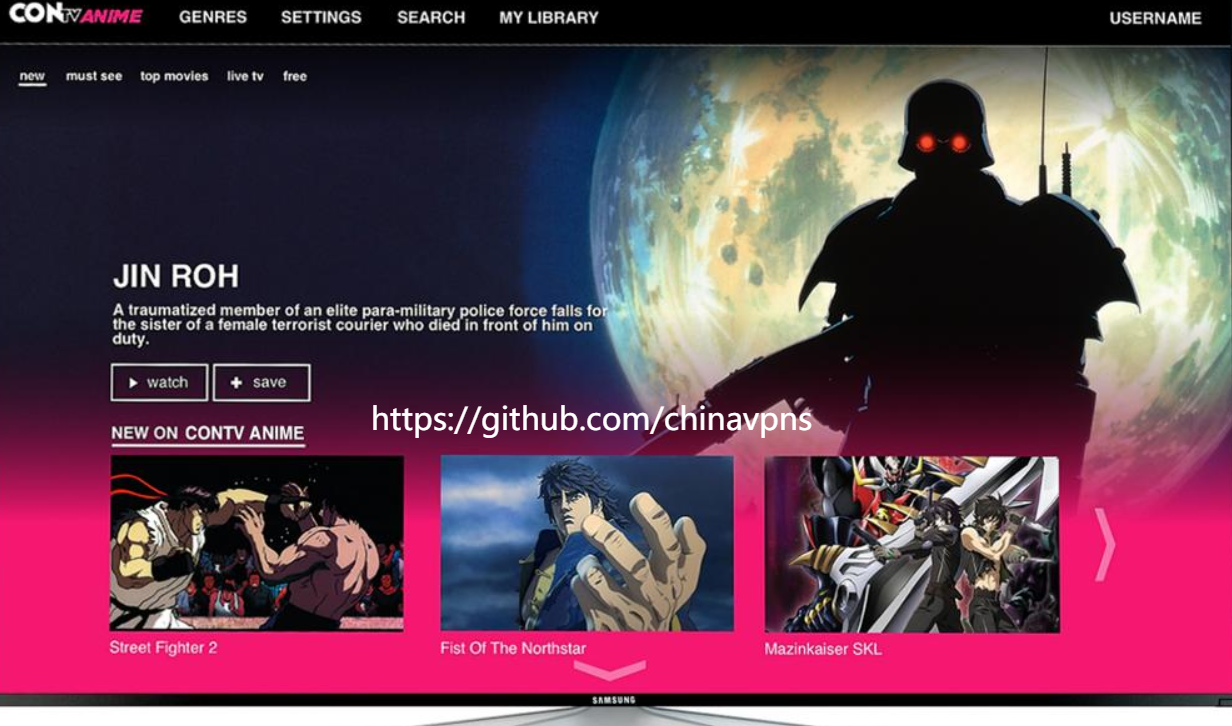 CONTV ANIME GENRES SETTINGS SEARCH MY LIBRARY USERNAME
new must see top movies live tv free
JIN ROH
A traumatized member of an elite para-military police force falls for
the sister of a female terrorist courier who died in front of him on
duty.
watch save
https://github.com/chinavpns
NEW ON CONTV ANIME
Street Fighter 2 Fist Of The Northstar Mazinkaiser SKL
SAMSUNG